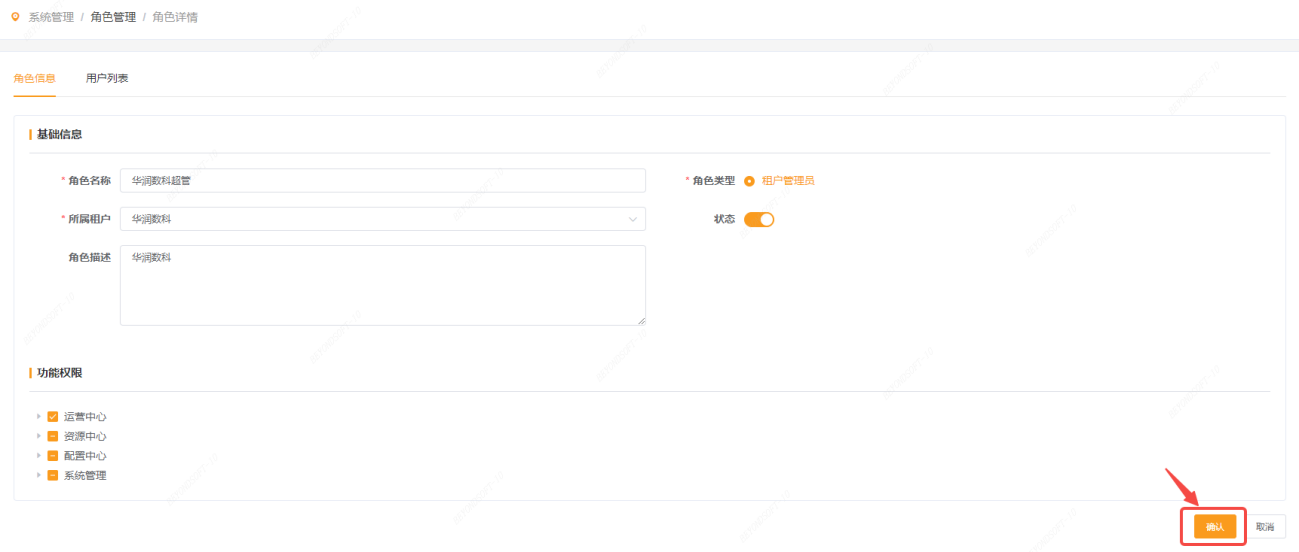 系统管理 / 角色管理 / 角色详情
角色信息 用户列表
基础信息
* 角色名称 华润数科超管 * 角色类型 租户管理员
* 所属租户 华润数科 状态
角色描述 华润数科
功能权限
运营中心
资源中心
配置中心
系统管理
确认 取消